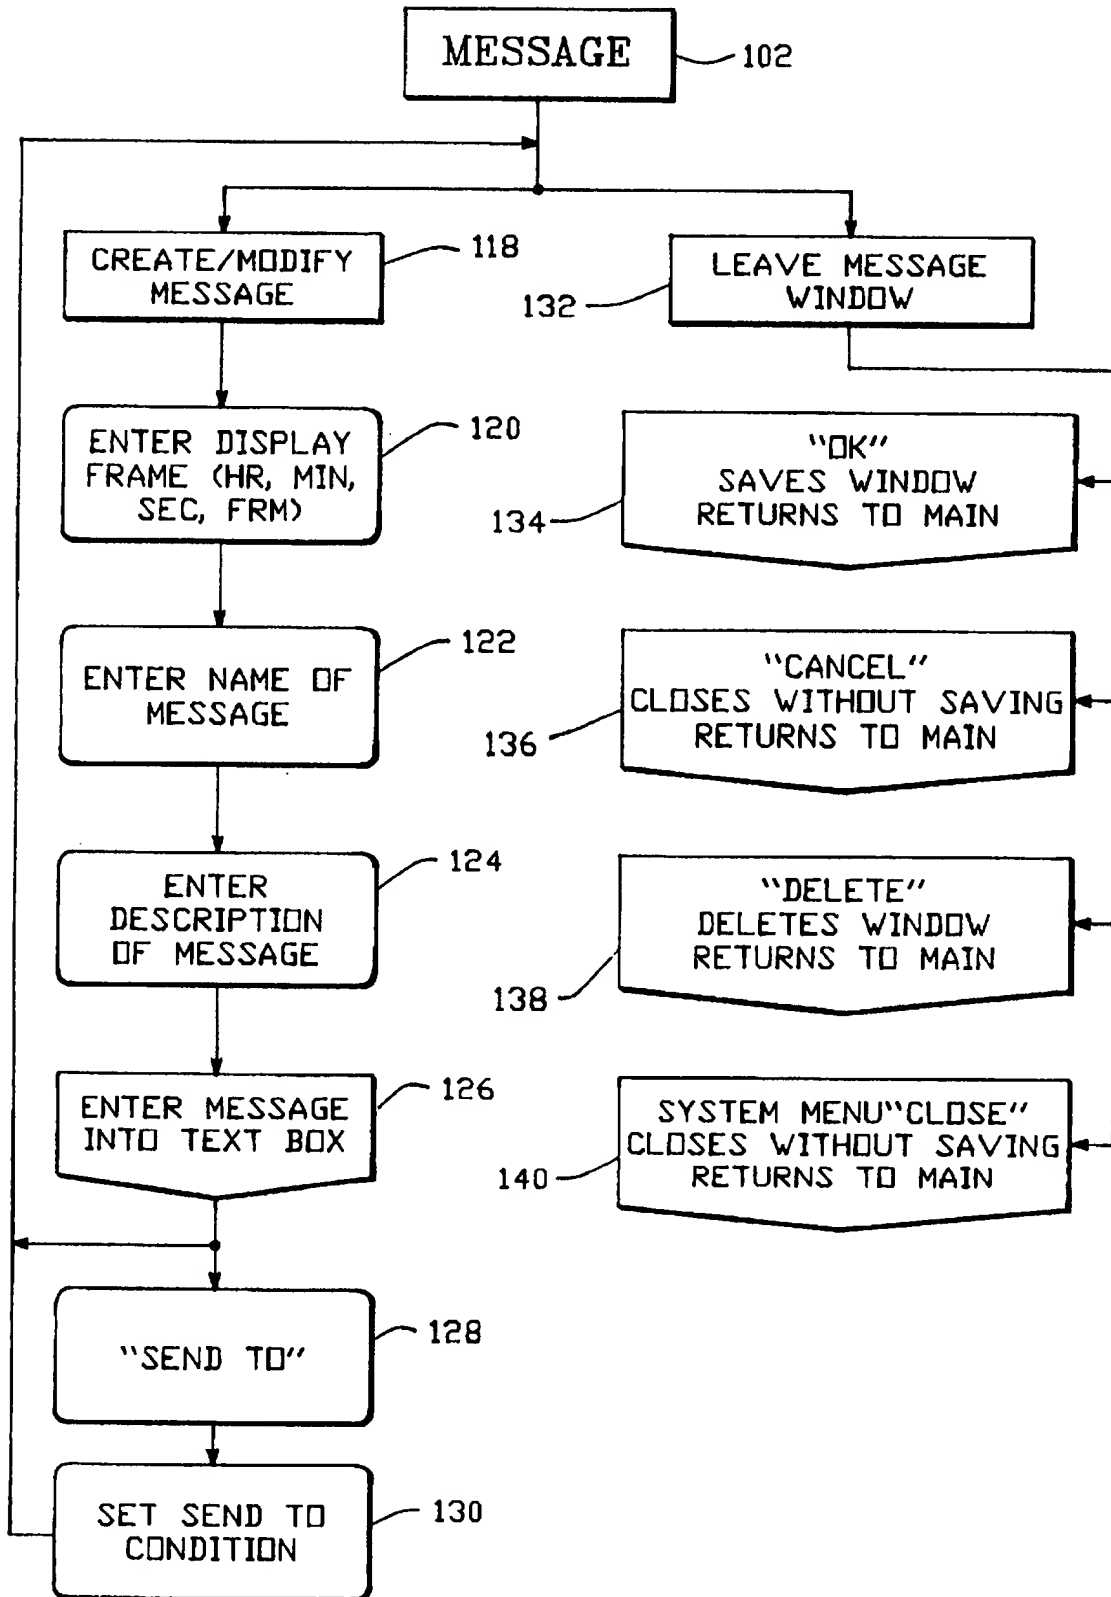 MESSAGE
102
CREATE/MODIFY
MESSAGE
118
ENTER DISPLAY
FRAME (HR, MIN,
SEC, FRM)
120
ENTER NAME OF
MESSAGE
122
ENTER
DESCRIPTION
OF MESSAGE
124
ENTER MESSAGE
INTO TEXT BOX
126
"SEND TO"
128
SET SEND TO
CONDITION
130
LEAVE MESSAGE
WINDOW
132
"OK"
SAVES WINDOW
RETURNS TO MAIN
134
"CANCEL"
CLOSES WITHOUT SAVING
RETURNS TO MAIN
136
"DELETE"
DELETES WINDOW
RETURNS TO MAIN
138
SYSTEM MENU"CLOSE"
CLOSES WITHOUT SAVING
RETURNS TO MAIN
140